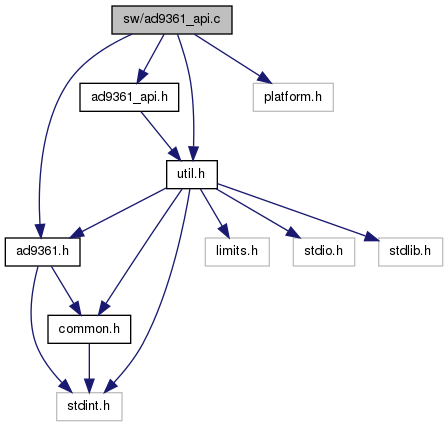 sw/ad9361_api.c
ad9361_api.h
platform.h
util.h
ad9361.h
limits.h
stdio.h
stdlib.h
common.h
stdint.h